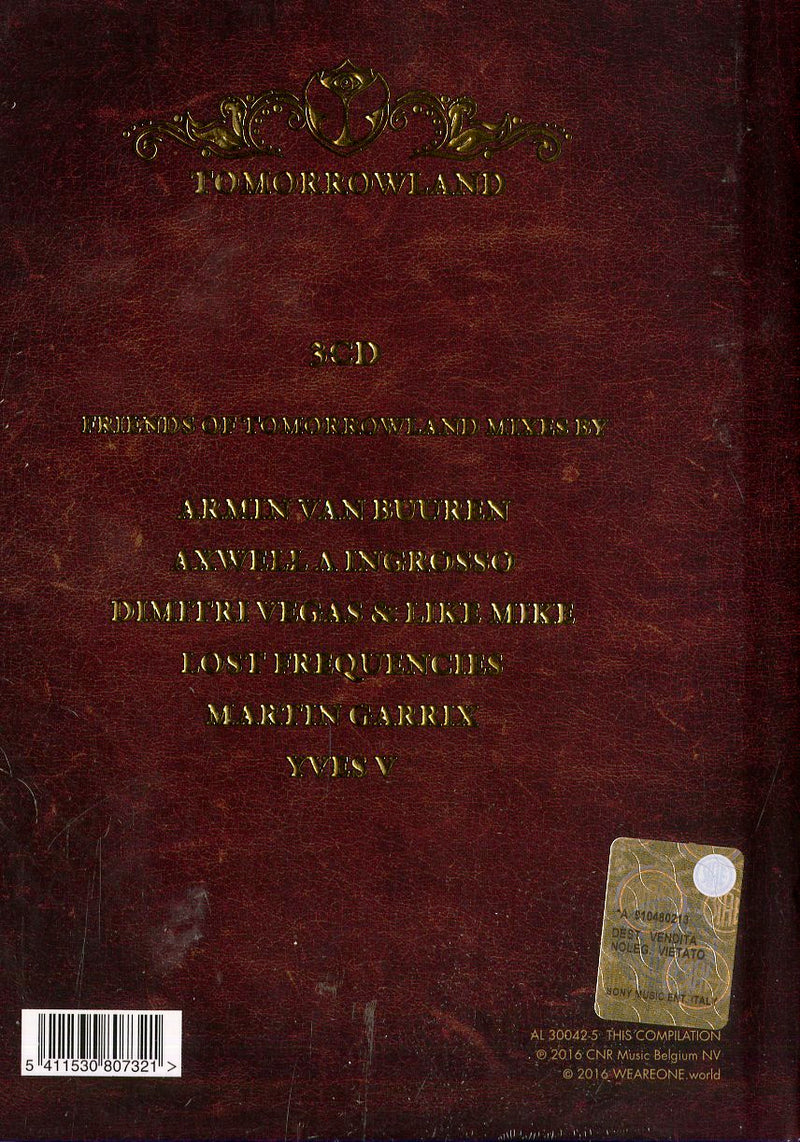 TOMORROWLAND
3CD
FRIENDS OF TOMORROWLAND MIXES BY
ARMIN VAN BUUREN
AXWELL Λ INGROSSO
DIMITRI VEGAS & LIKE MIKE
LOST FREQUENCIES
MARTIN GARRIX
YVES V
*A 910480213
DEST. VENDITA
NOLEG. VIETATO
SONY MUSIC ENT. ITALY
AL 30042-5 THIS COMPILATION
℗ 2016 CNR Music Belgium NV
© 2016 WEAREONE.world
5 411530 807321 >